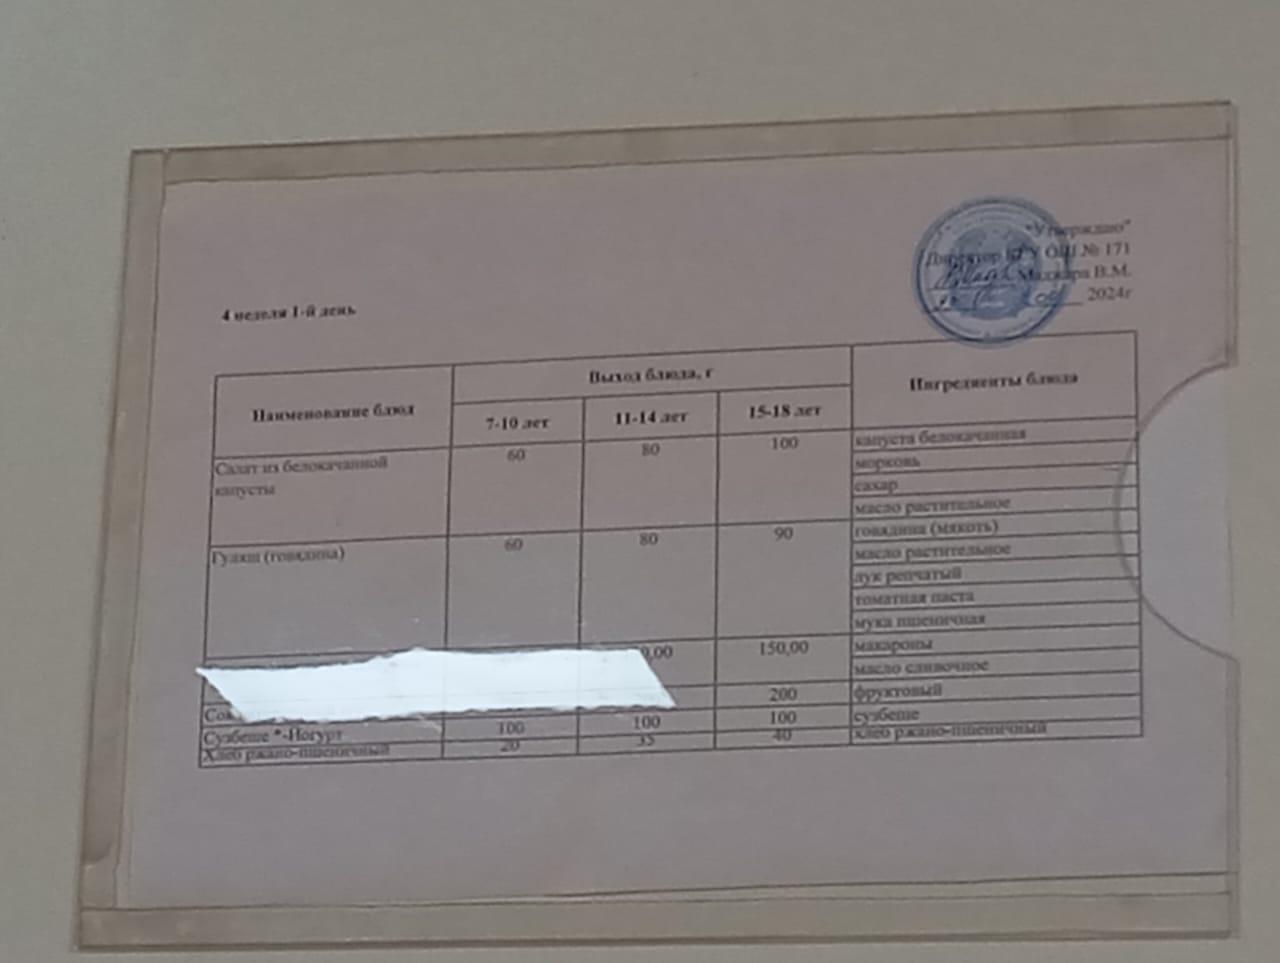 "Утверждаю"
Директор КГУ ОШ № 171
Маджара В.М.
2024г
4 неделя 1-й день
Наименование блюд
Выход блюда, г
Ингредиенты блюда
7-10 лет
11-14 лет
15-18 лет
Салат из белокачанной
капусты
60
80
100
капуста белокачанная
морковь
сахар
масло растительное
Гуляш (говядина)
60
80
90
говядина (мякоть)
масло растительное
лук репчатый
томатная паста
мука пшеничная
150,00
макароны
масло сливочное
Сок
200
фруктовый
Сузбеше *-Йогурт
100
100
100
сузбеше
Хлеб ржано-пшеничный
20
35
40
хлеб ржано-пшеничный